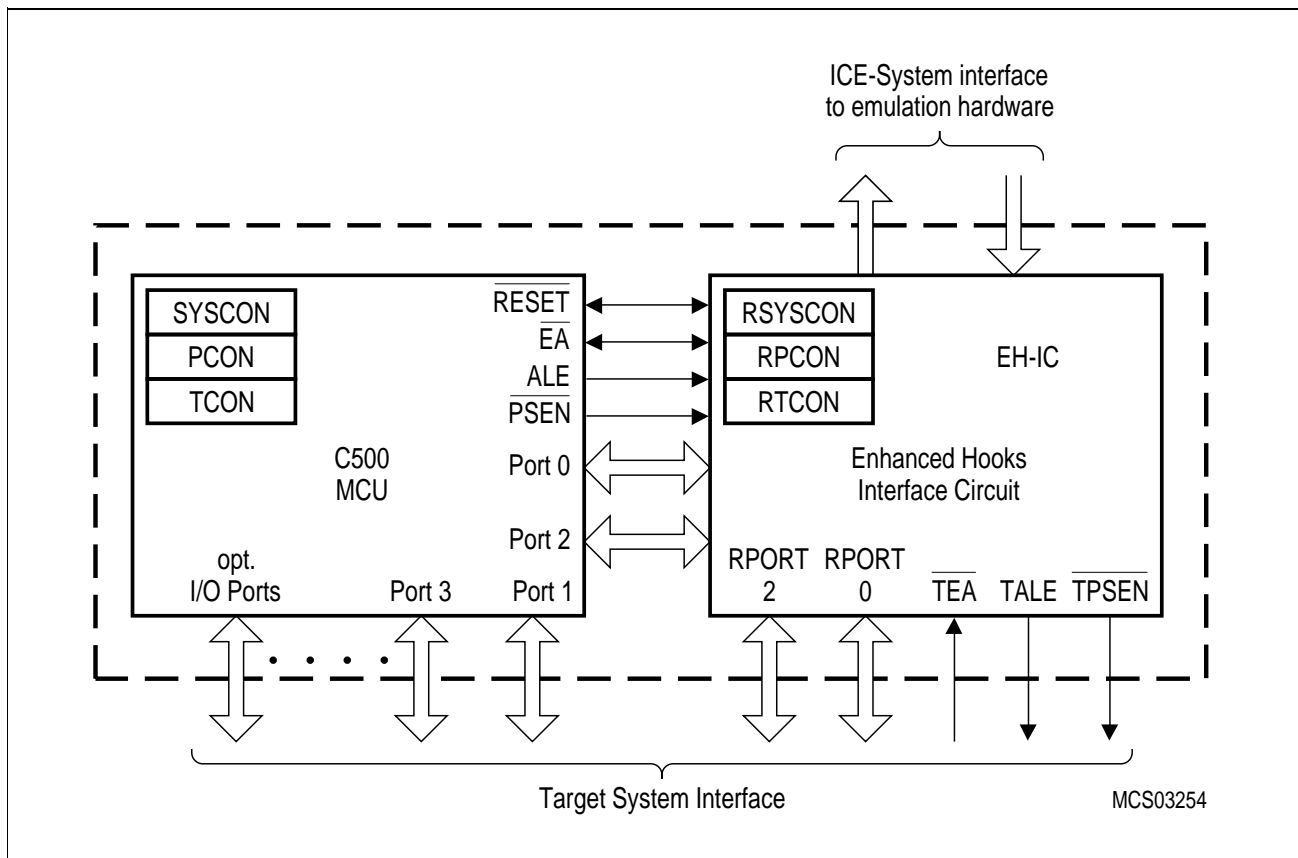 ICE-System interface
to emulation hardware
SYSCON
PCON
TCON
RESET
EA
ALE
PSEN
Port 0
Port 2
C500
MCU
opt.
I/O Ports
Port 3
Port 1
RSYSCON
RPCON
RTCON
EH-IC
Enhanced Hooks
Interface Circuit
RPORT
2
RPORT
0
TEA
TALE
TPSEN
Target System Interface
MCS03254